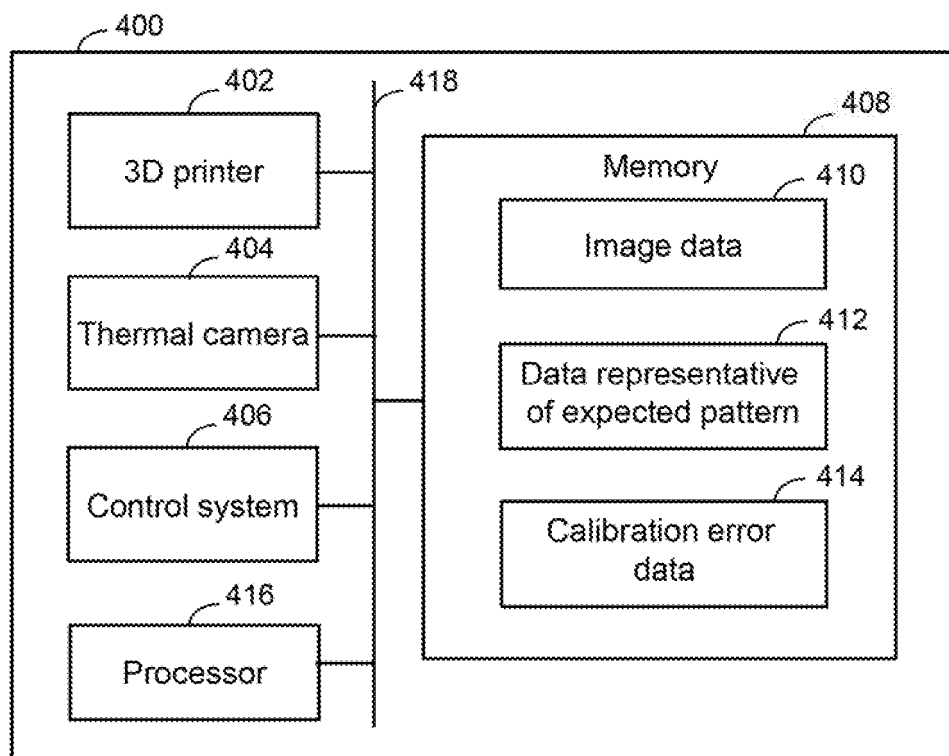 400
402
3D printer
404
Thermal camera
406
Control system
416
Processor
418
408
Memory
410
Image data
412
Data representative
of expected pattern
414
Calibration error
data